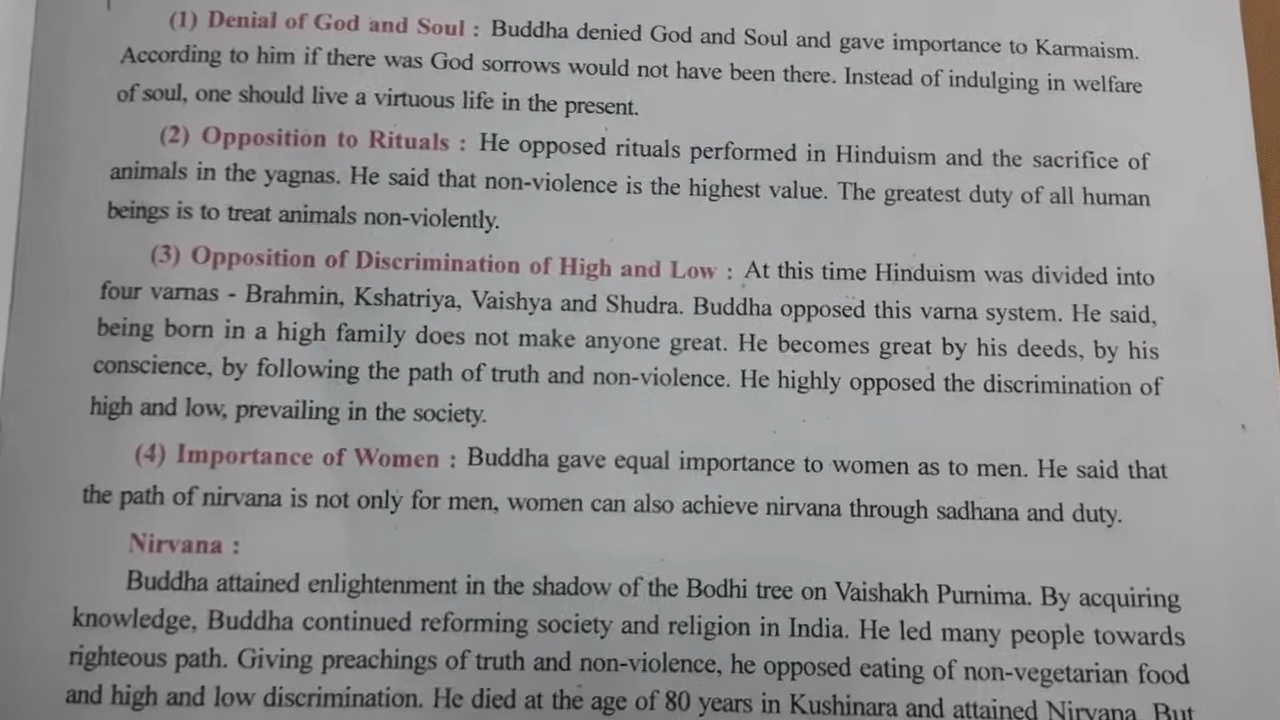 (1) Denial of God and Soul : Buddha denied God and Soul and gave importance to Karmaism.
According to him if there was God sorrows would not have been there. Instead of indulging in welfare
of soul, one should live a virtuous life in the present.
(2) Opposition to Rituals : He opposed rituals performed in Hinduism and the sacrifice of
animals in the yagnas. He said that non-violence is the highest value. The greatest duty of all human
beings is to treat animals non-violently.
(3) Opposition of Discrimination of High and Low : At this time Hinduism was divided into
four varnas - Brahmin, Kshatriya, Vaishya and Shudra. Buddha opposed this varna system. He said,
being born in a high family does not make anyone great. He becomes great by his deeds, by his
conscience, by following the path of truth and non-violence. He highly opposed the discrimination of
high and low, prevailing in the society.
(4) Importance of Women : Buddha gave equal importance to women as to men. He said that
the path of nirvana is not only for men, women can also achieve nirvana through sadhana and duty.
Nirvana :
Buddha attained enlightenment in the shadow of the Bodhi tree on Vaishakh Purnima. By acquiring
knowledge, Buddha continued reforming society and religion in India. He led many people towards
righteous path. Giving preachings of truth and non-violence, he opposed eating of non-vegetarian food
and high and low discrimination. He died at the age of 80 years in Kushinara and attained Nirvana. But